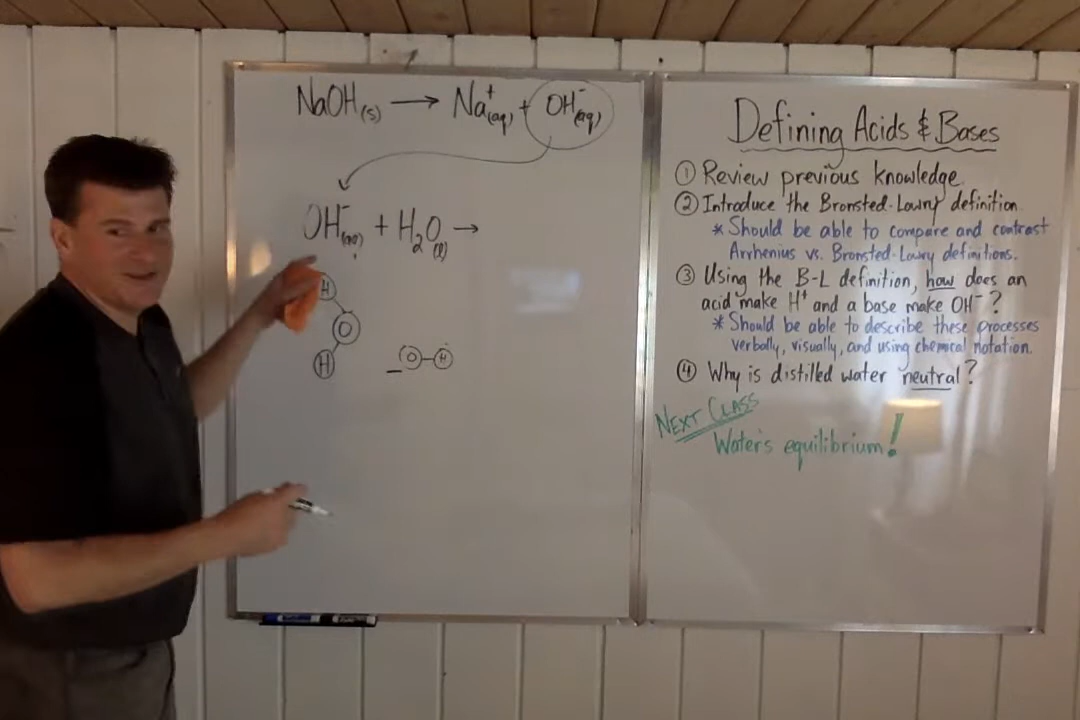 NaOH(s) → Na+(aq) + OH-(aq)
OH-(aq) + H2O(l) →
H
O
H
- O-H
Defining Acids & Bases
① Review previous knowledge.
② Introduce the Bronsted-Lowry definition.
* Should be able to compare and contrast
Arrhenius vs. Bronsted-Lowry definitions.
③ Using the B-L definition, how does an
acid make H+ and a base make OH-?
* Should be able to describe these processes
verbally, visually, and using chemical notation.
④ Why is distilled water neutral?
NEXT CLASS
Water's equilibrium!